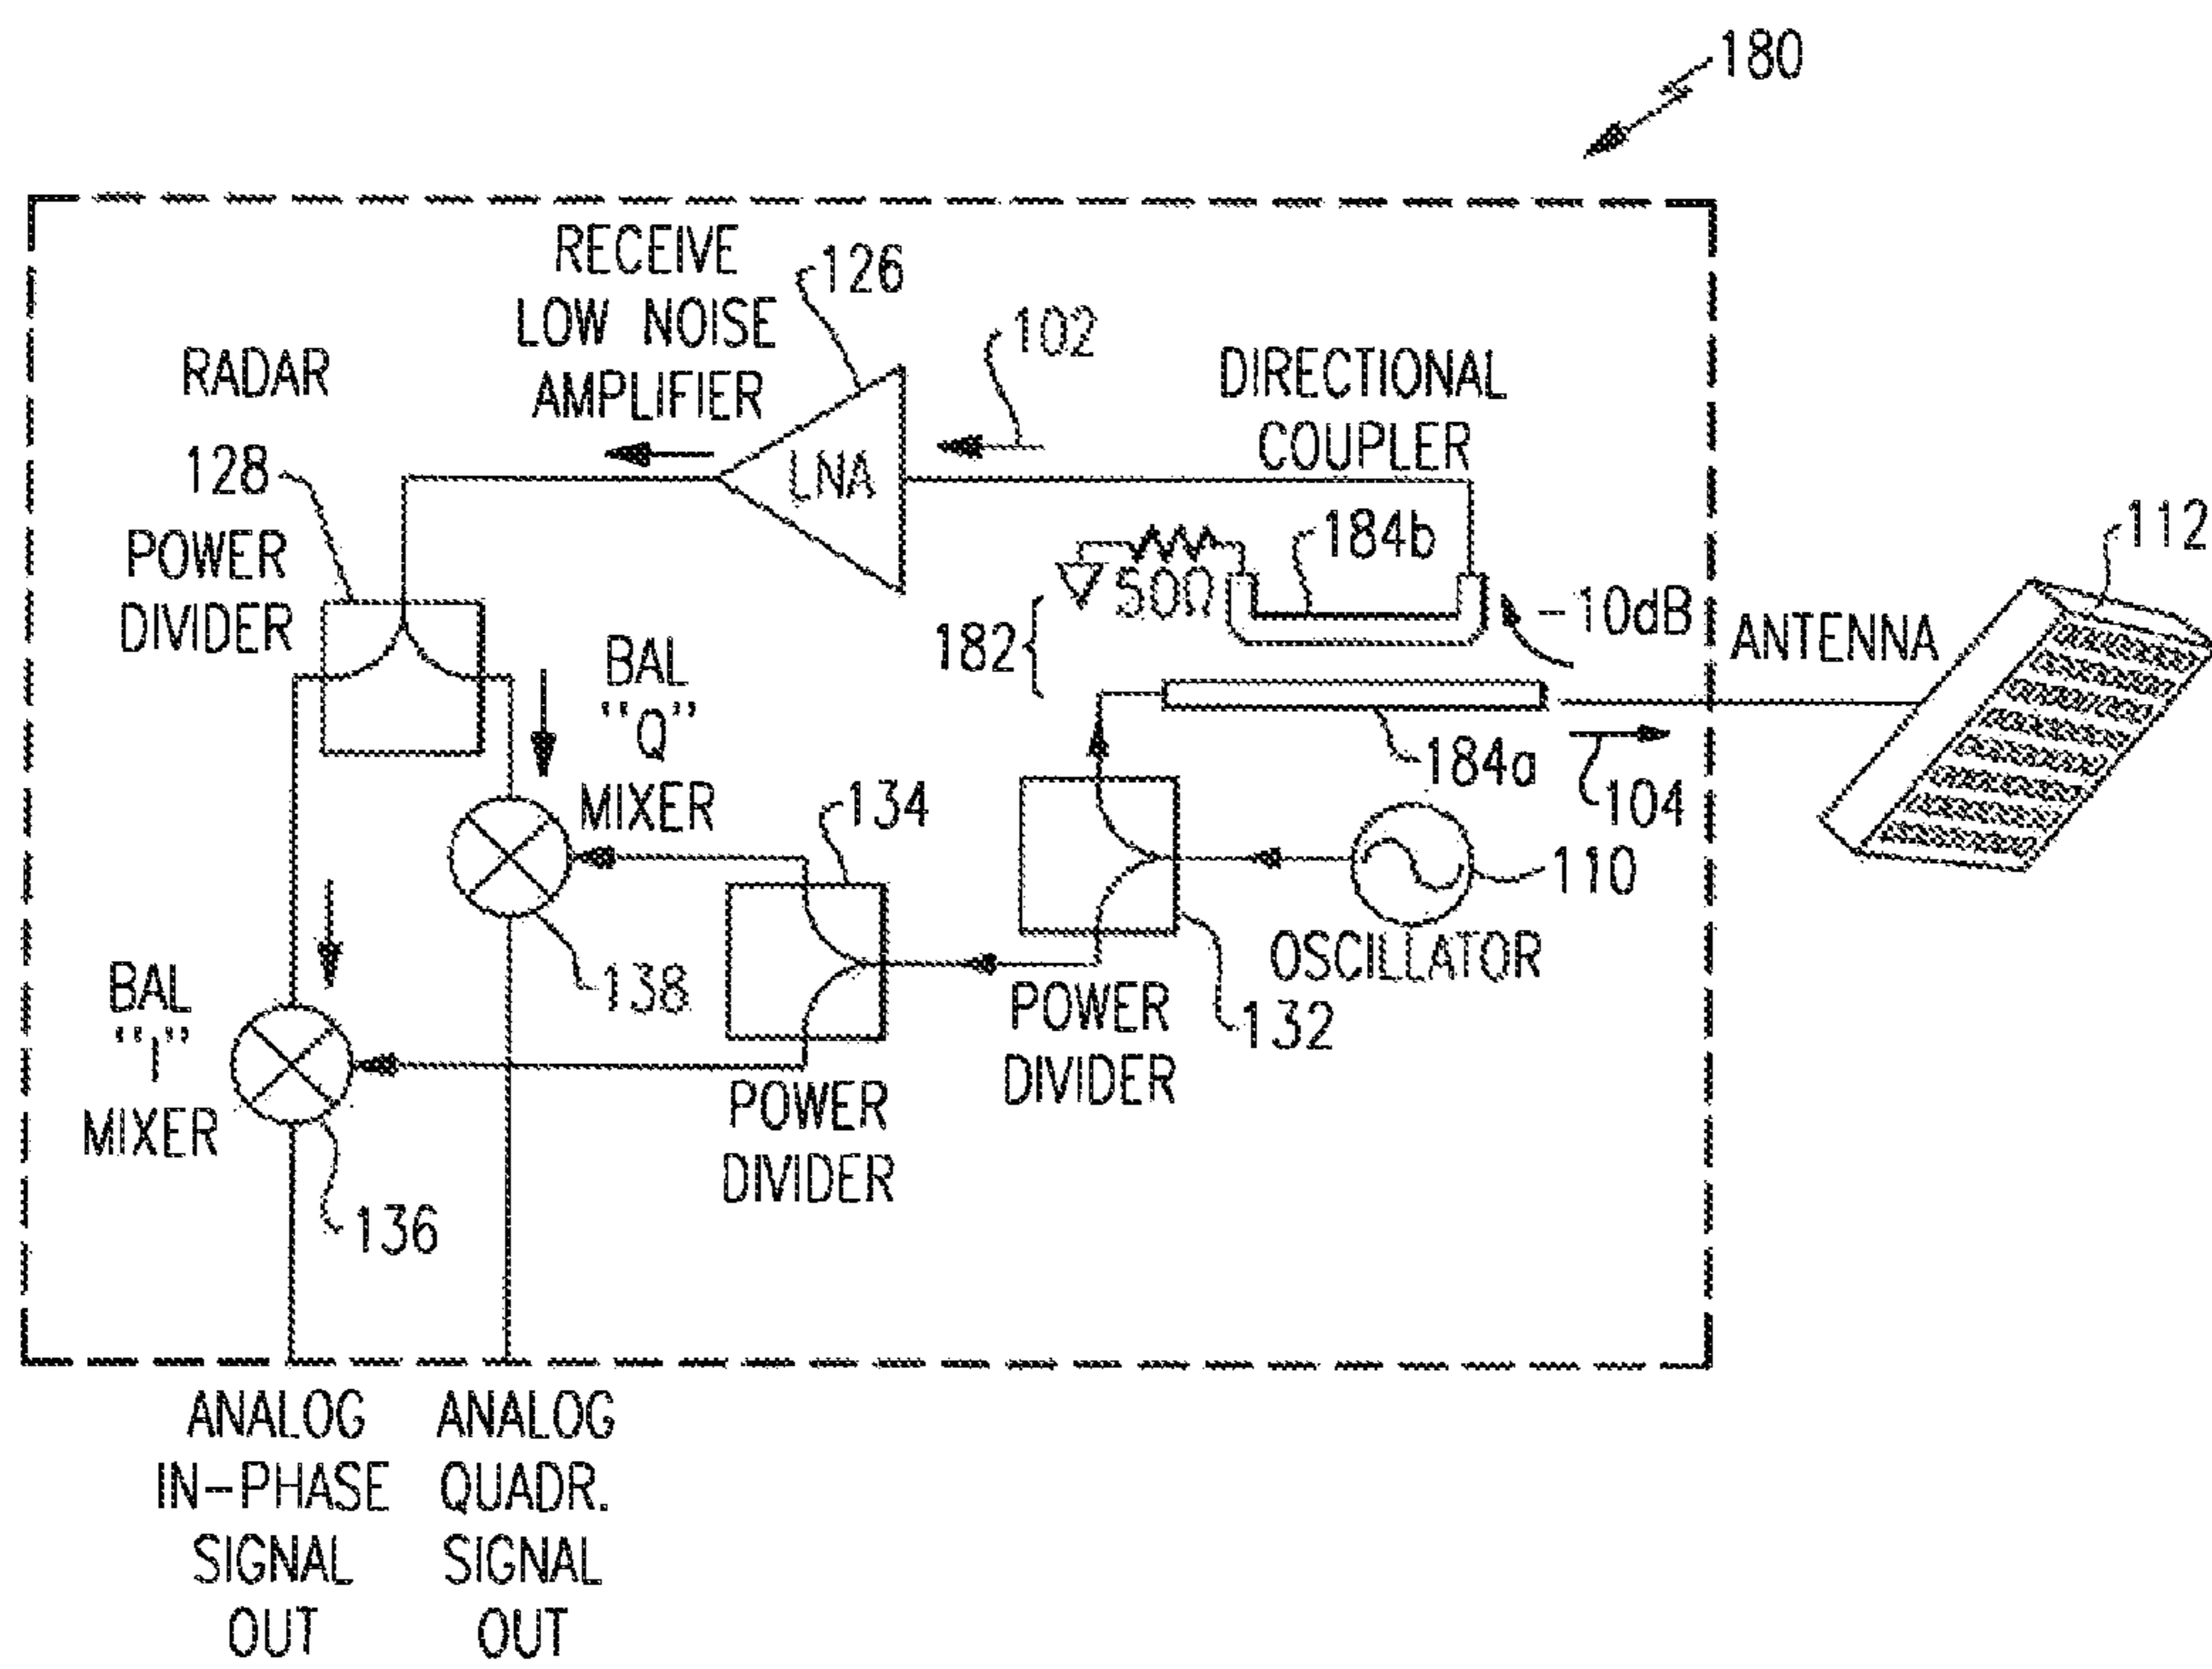 180
RECEIVE
LOW NOISE
AMPLIFIER
126
102
RADAR
DIRECTIONAL
COUPLER
LNA
128
POWER
DIVIDER
184b
50Ω
182
-10dB
ANTENNA
112
BAL
"Q"
MIXER
184a
104
134
110
OSCILLATOR
138
132
POWER
DIVIDER
BAL
"I"
MIXER
POWER
DIVIDER
136
ANALOG
IN-PHASE
SIGNAL
OUT
ANALOG
QUADR.
SIGNAL
OUT